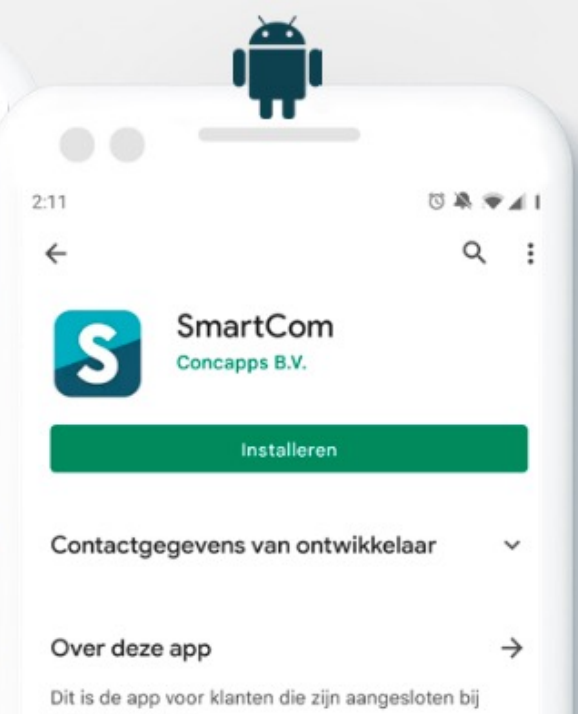 2:11
S
SmartCom
Concapps B.V.
Installeren
Contactgegevens van ontwikkelaar
Over deze app
Dit is de app voor klanten die zijn aangesloten bij